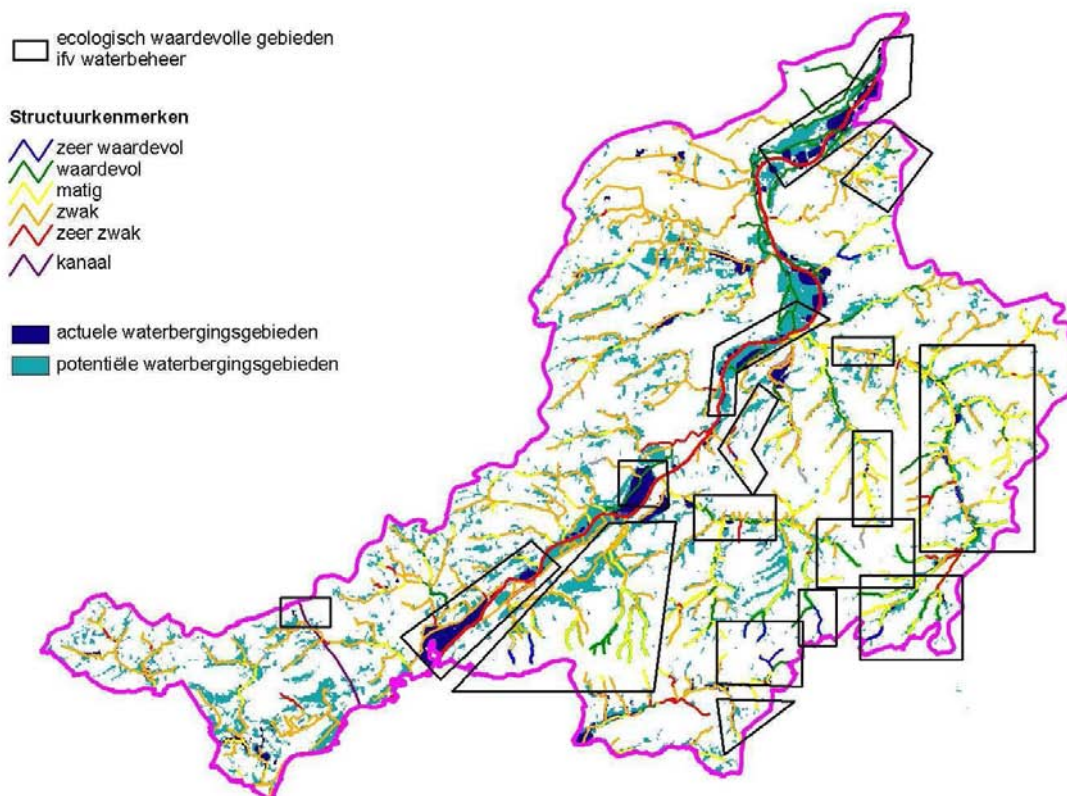 ecologisch waardevolle gebieden
ifv waterbeheer
Structuurkenmerken
zeer waardevol
waardevol
matig
zwak
zeer zwak
kanaal
actuele waterbergingsgebieden
potentiële waterbergingsgebieden